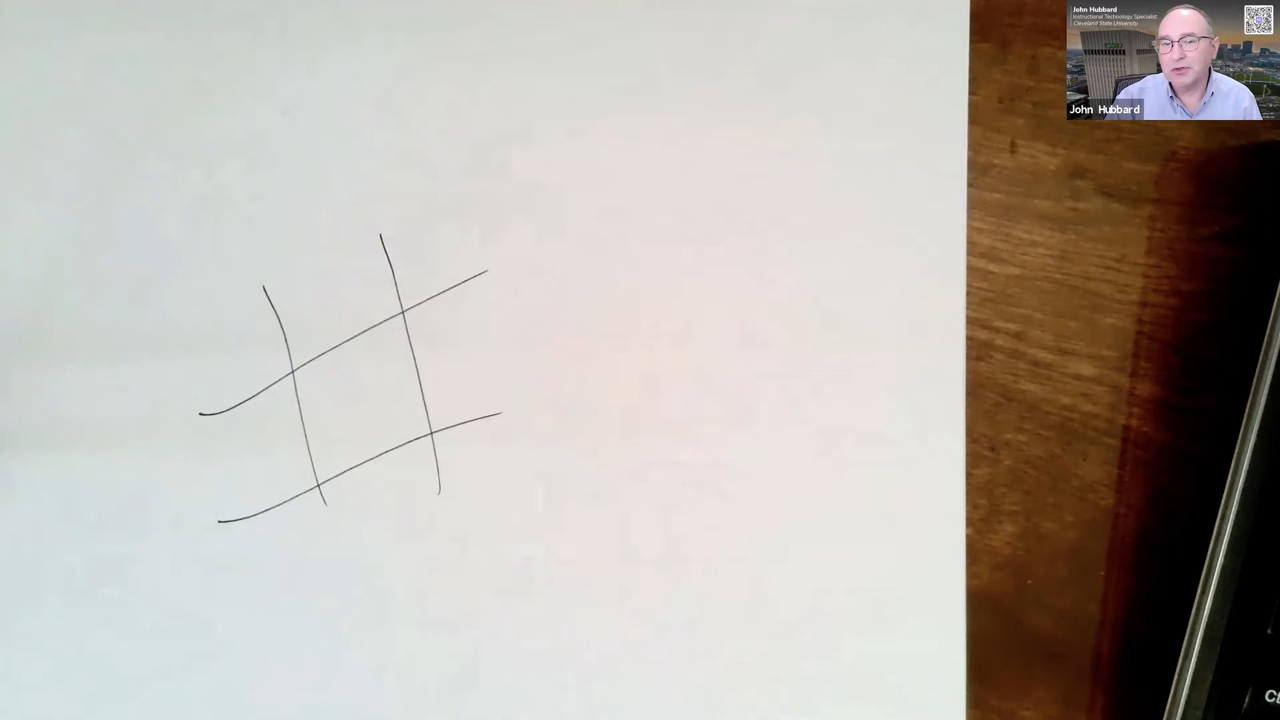 John Hubbard
Instructional Technology Specialist
Cleveland State University
John Hubbard